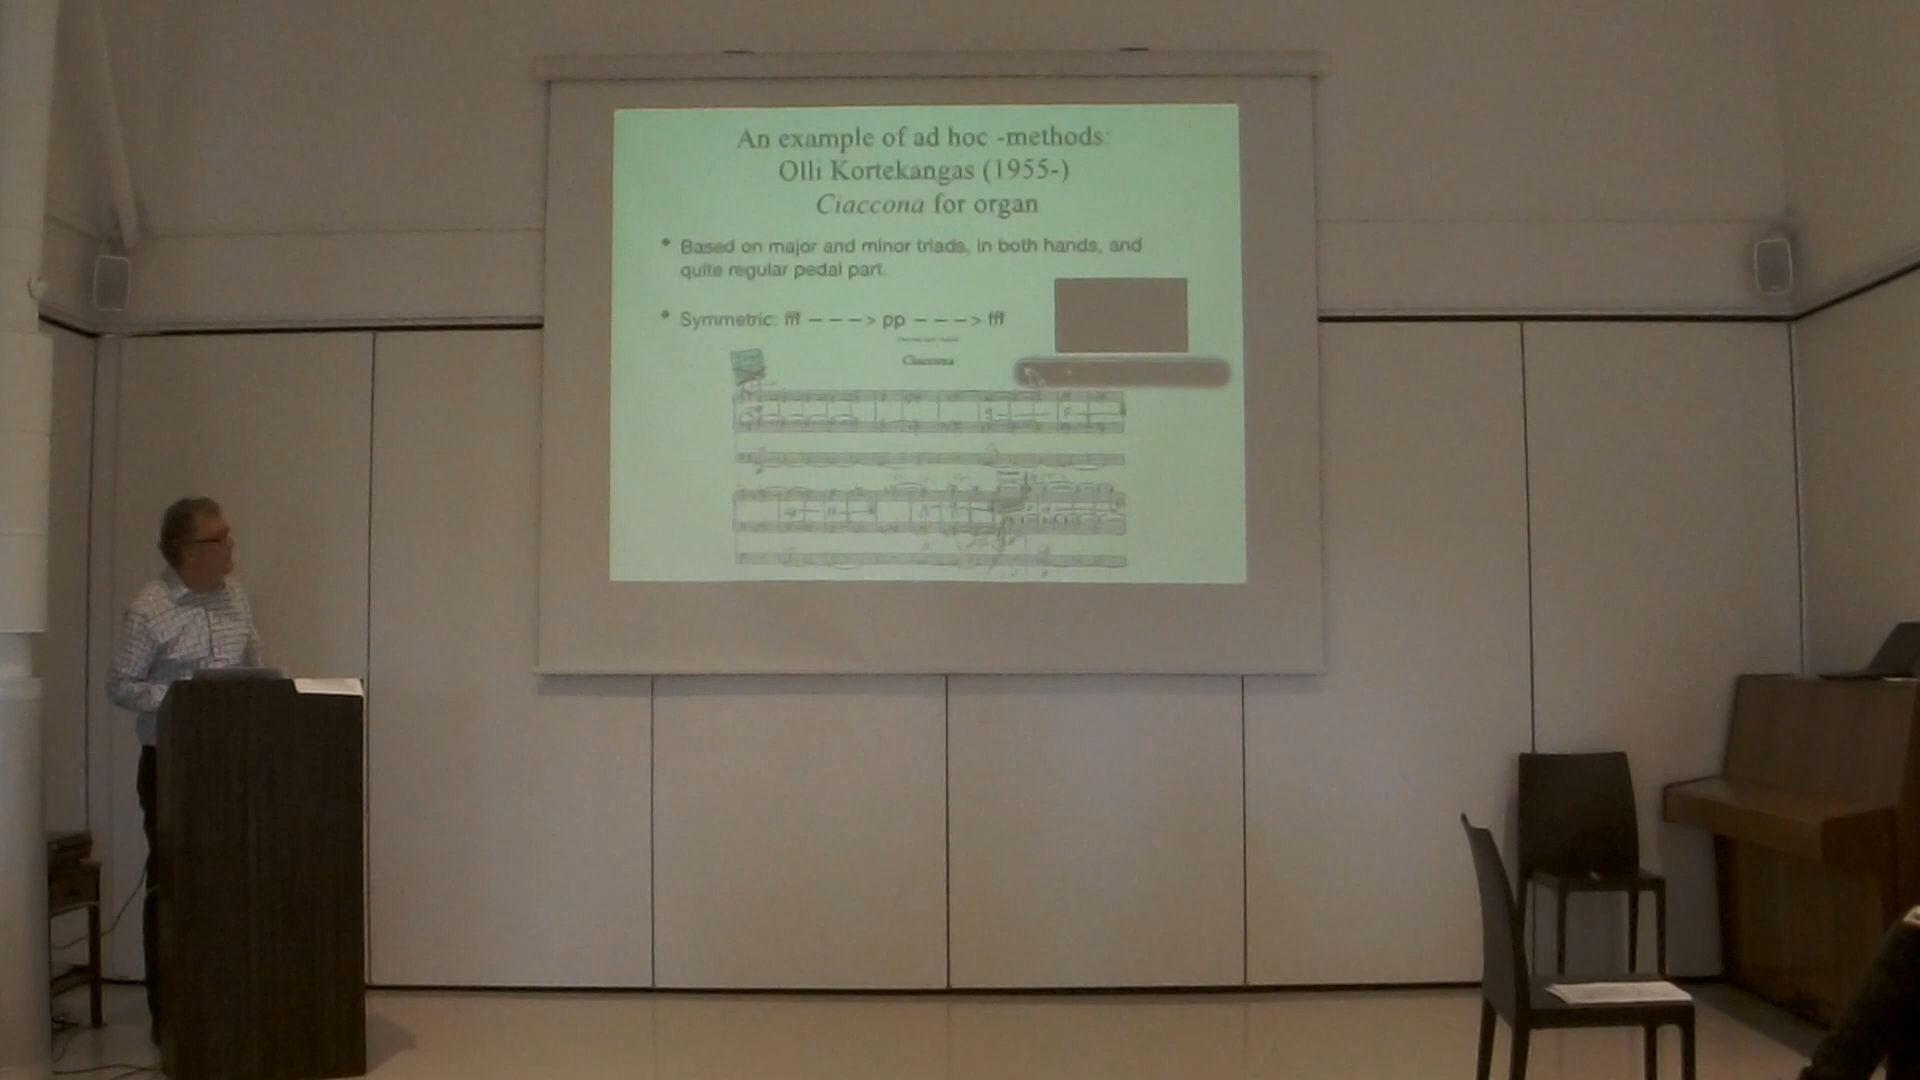 An example of ad hoc -methods:
Olli Kortekangas (1955-)
Ciaccona for organ
• Based on major and minor triads, in both hands, and
quite regular pedal part.
• Symmetric: fff – – – > pp – – – > fff
Ciaccona